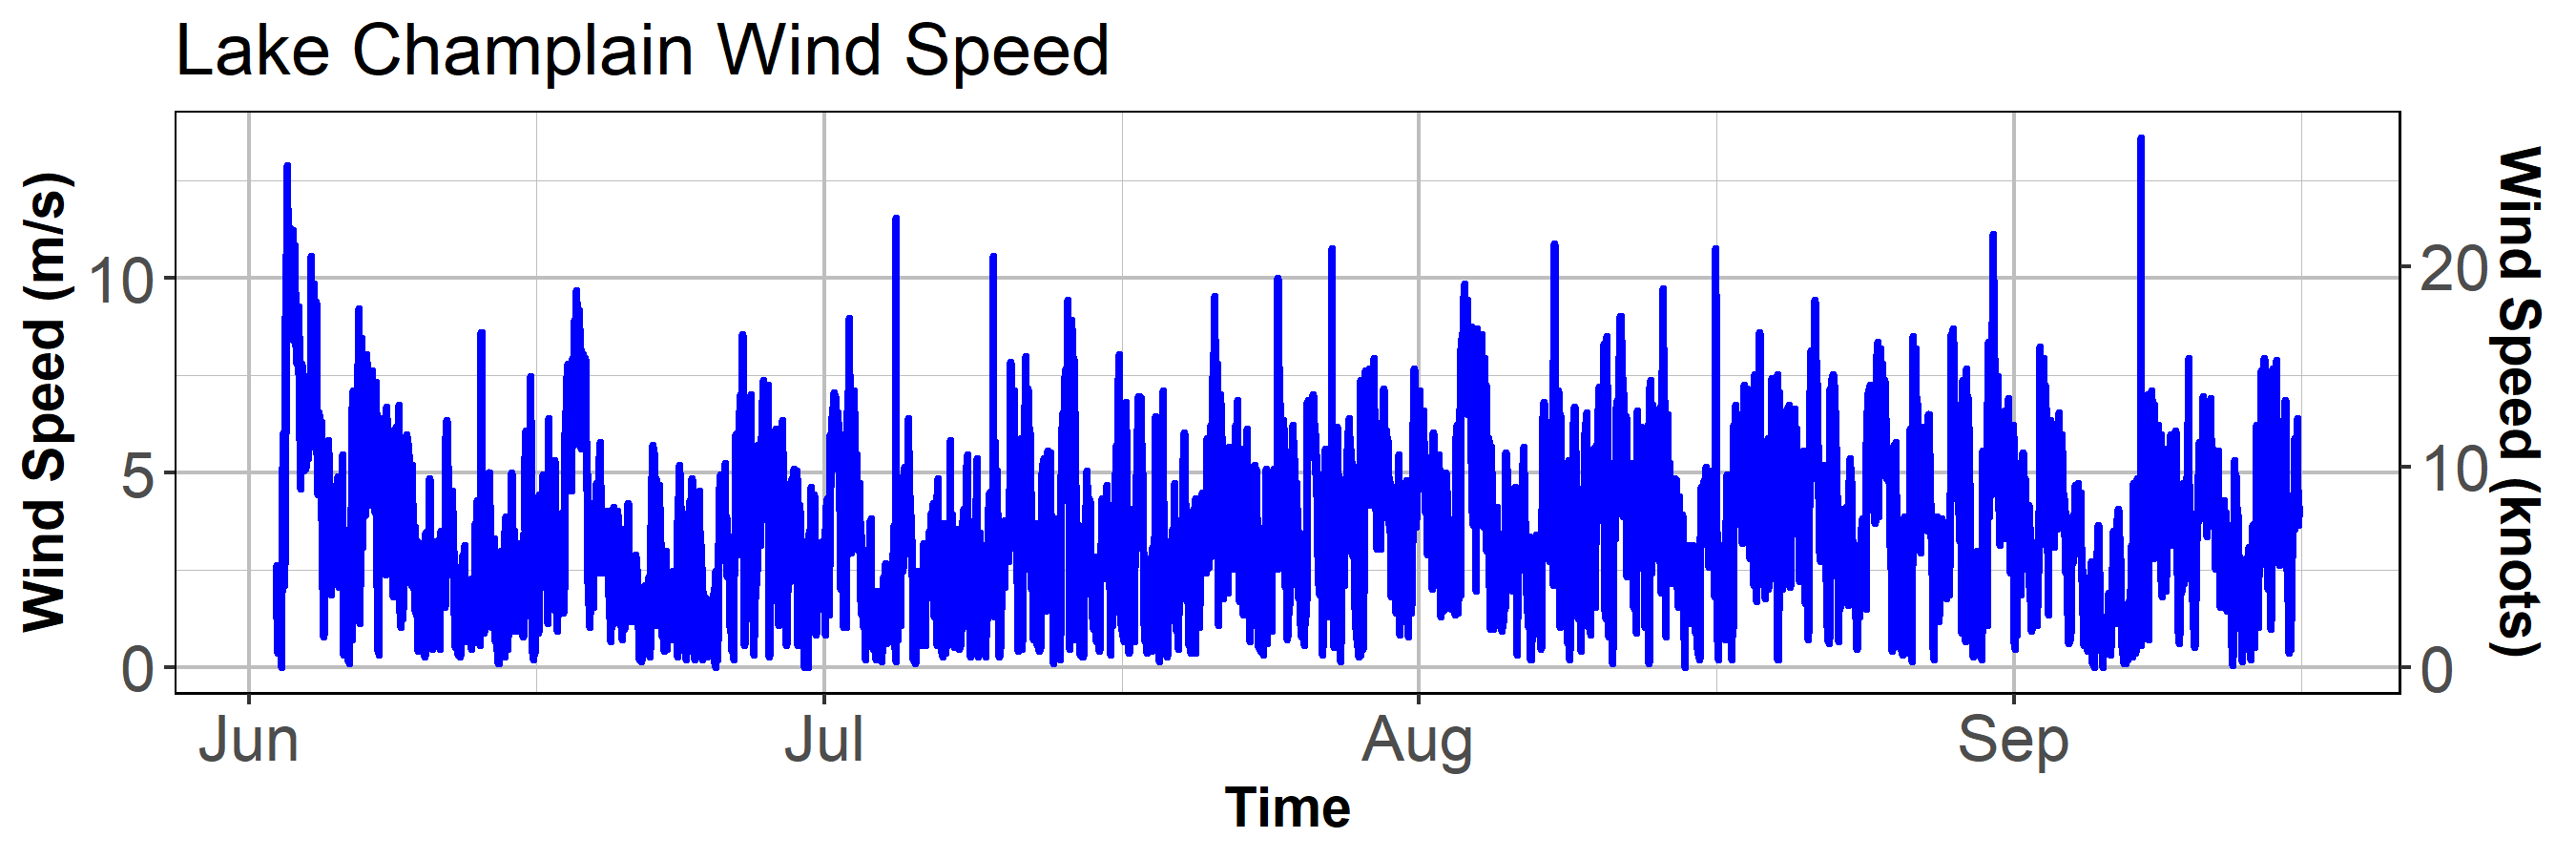 Lake Champlain Wind Speed
Wind Speed (m/s)
10
5
0
20
10
0
Wind Speed (knots)
Jun Jul Aug Sep
Time